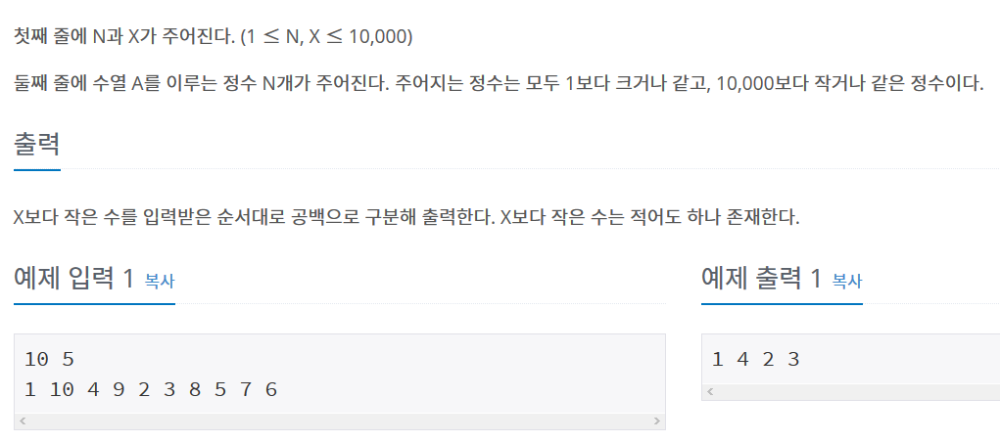 첫째 줄에 N과 X가 주어진다. (1 ≤ N, X ≤ 10,000)
둘째 줄에 수열 A를 이루는 정수 N개가 주어진다. 주어지는 정수는 모두 1보다 크거나 같고, 10,000보다 작거나 같은 정수이다.
출력
X보다 작은 수를 입력받은 순서대로 공백으로 구분해 출력한다. X보다 작은 수는 적어도 하나 존재한다.
예제 입력 1 복사
10 5
1 10 4 9 2 3 8 5 7 6
예제 출력 1 복사
1 4 2 3